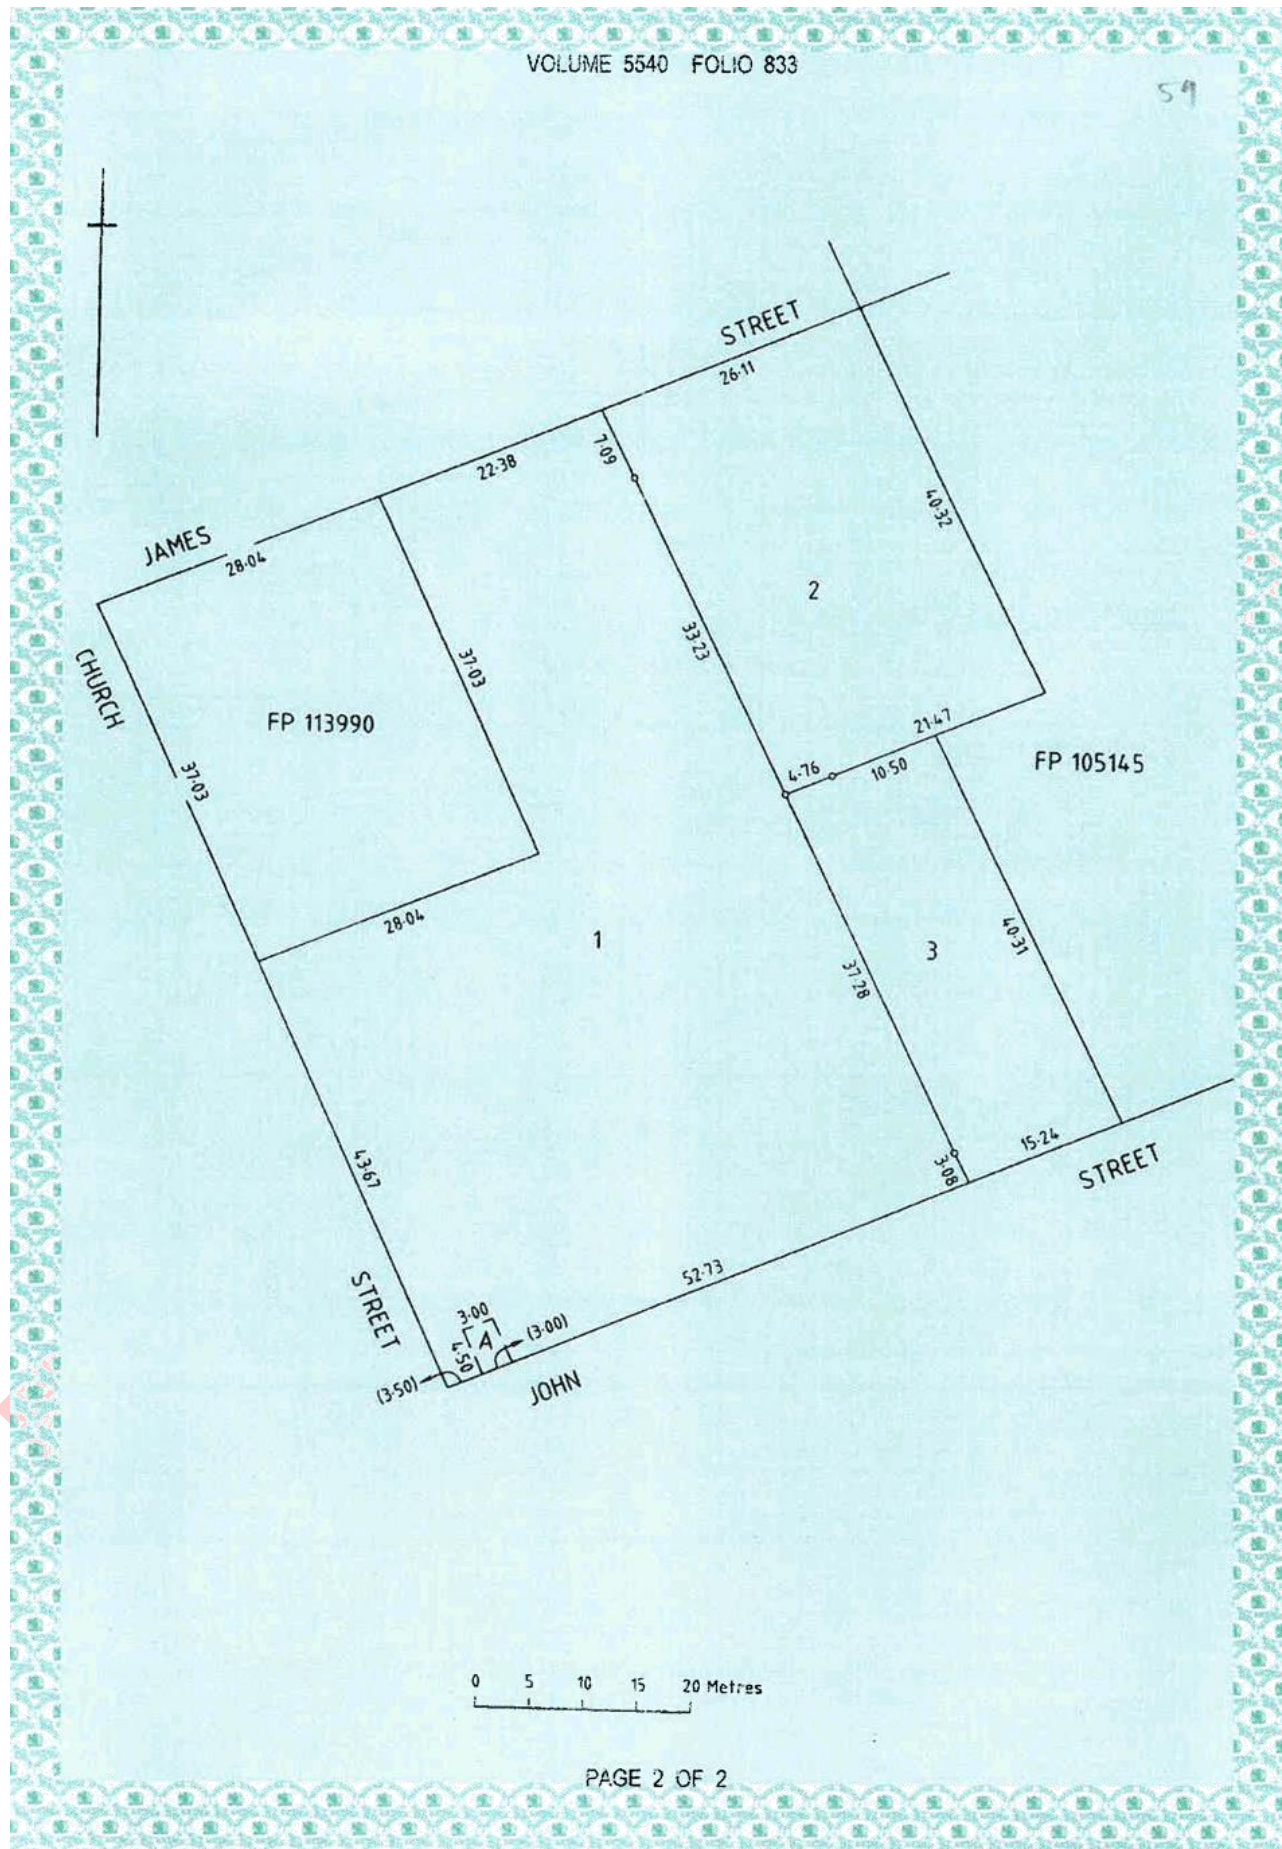 VOLUME 5540 FOLIO 833
59
STREET
26·11
7·09
22·38
JAMES
28·04
40·32
2
CHURCH
33·23
37·03
FP 113990
37·03
21·47
4·76
10·50
FP 105145
28·04
1
3
40·31
37·28
43·67
3·08
15·24
STREET
52·73
STREET
3·00
A
4·50
(3·00)
(3·50)
JOHN
0 5 10 15 20 Metres
PAGE 2 OF 2